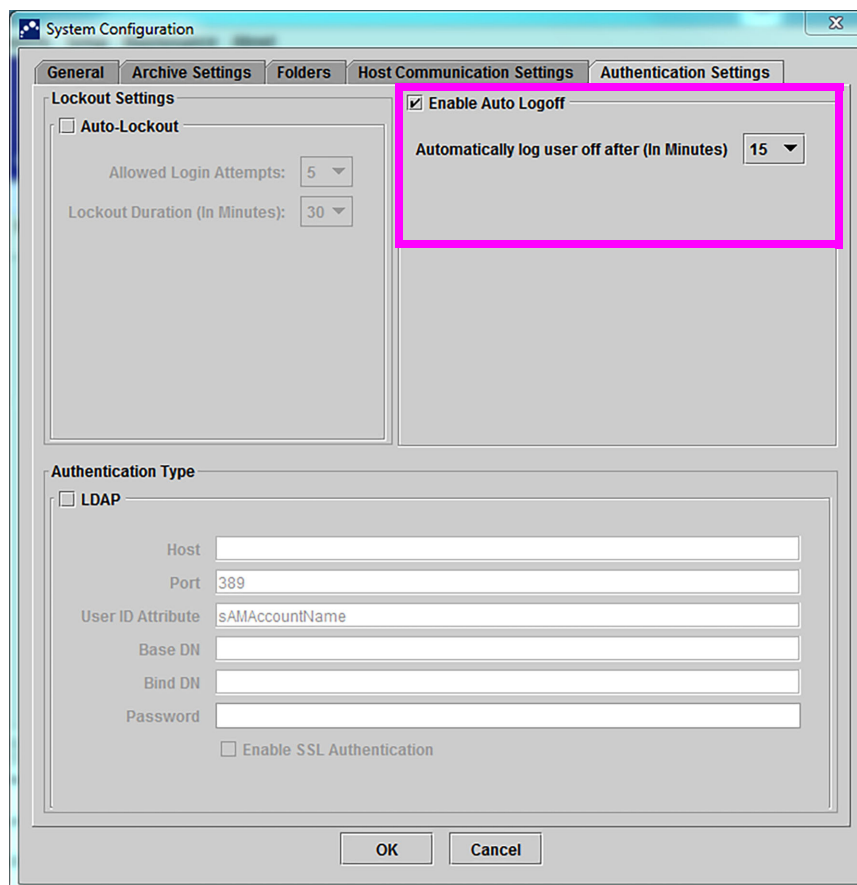 System Configuration
General Archive Settings Folders Host Communication Settings Authentication Settings
Lockout Settings
Auto-Lockout
Allowed Login Attempts: 5
Lockout Duration (In Minutes): 30
Enable Auto Logoff
Automatically log user off after (In Minutes) 15
Authentication Type
LDAP
Host
Port 389
User ID Attribute sAMAccountName
Base DN
Bind DN
Password
Enable SSL Authentication
OK Cancel